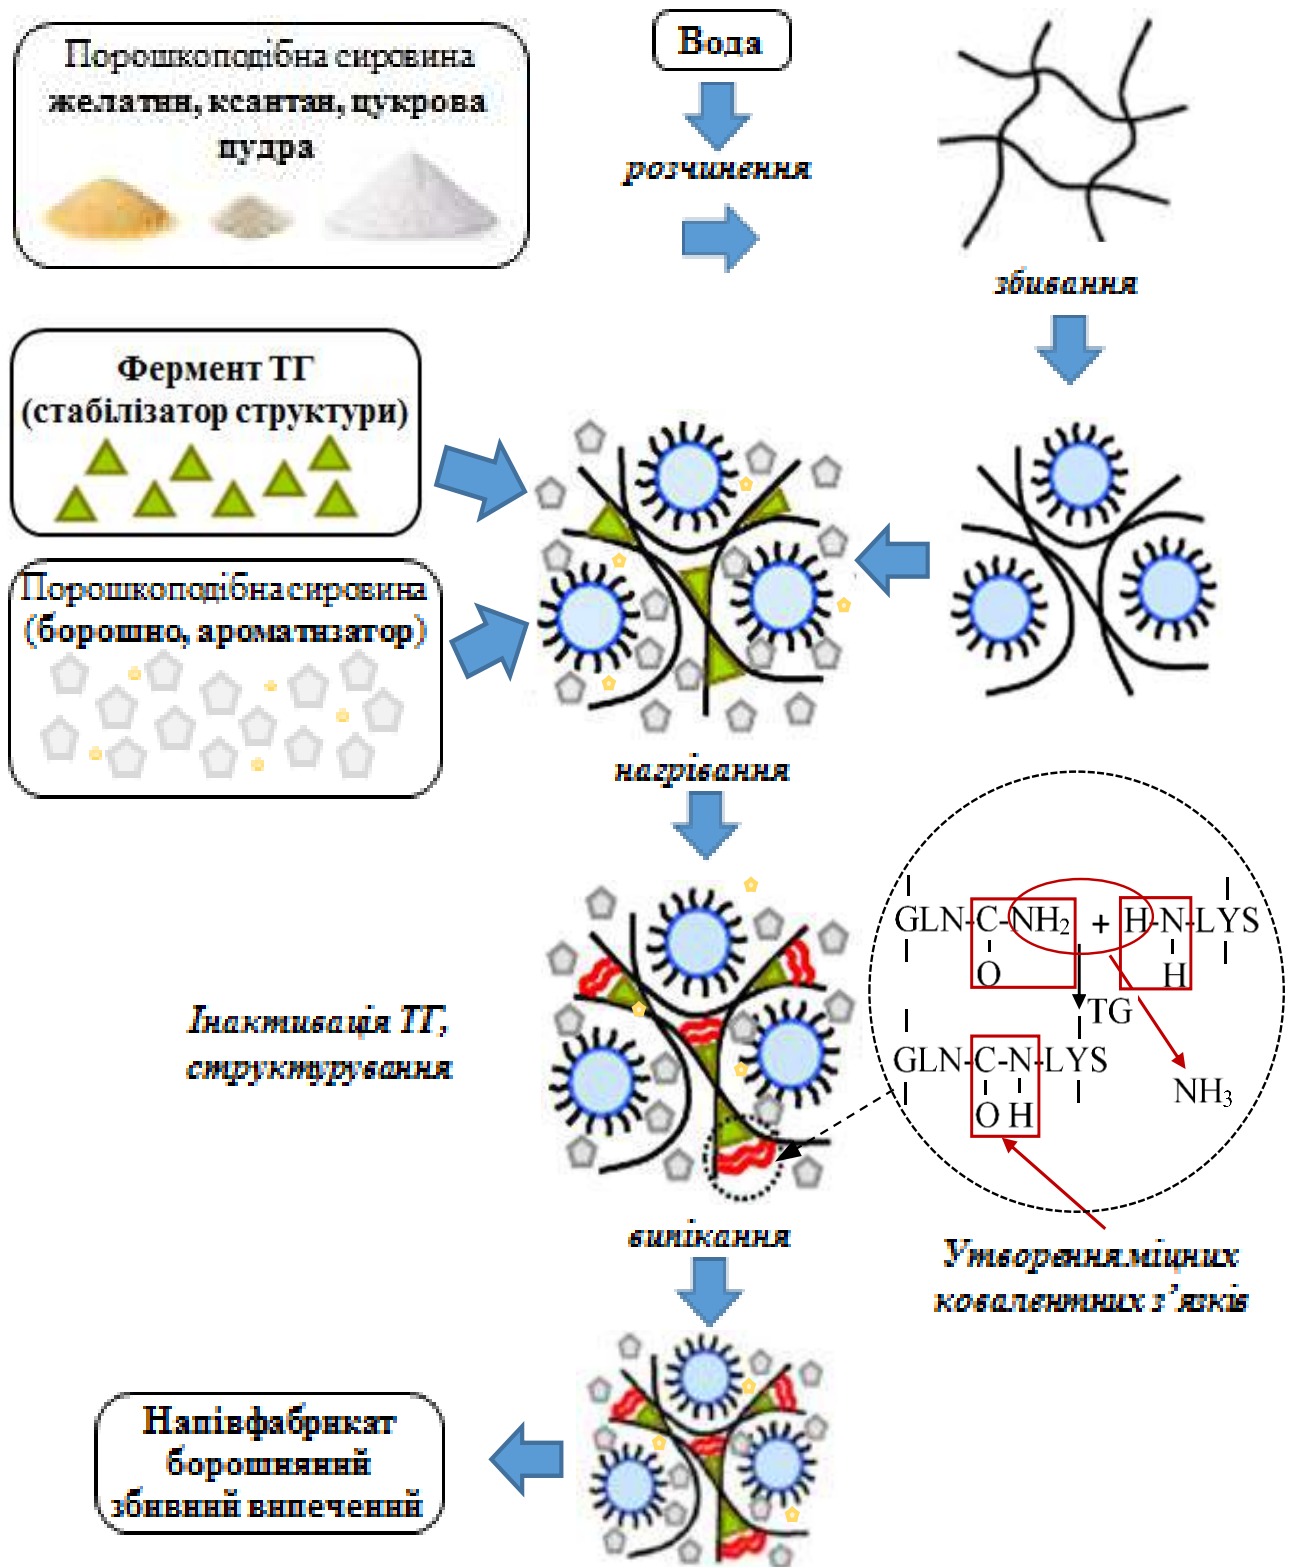 Порошкоподібна сировина
желатин, ксантан, цукрова
пудра
Вода
розчинення
збивання
Фермент ТГ
(стабілізатор структури)
Порошкоподібна сировина
(борошно, ароматизатор)
нагрівання
GLN-C-NH₂ + H-N-LYS
O
H
TG
GLN-C-N-LYS
O H
NH₃
Інактивація ТГ,
структурування
випікання
Утворення міцних
ковалентних з’язків
Напівфабрикат
борошняний
збивний випечений